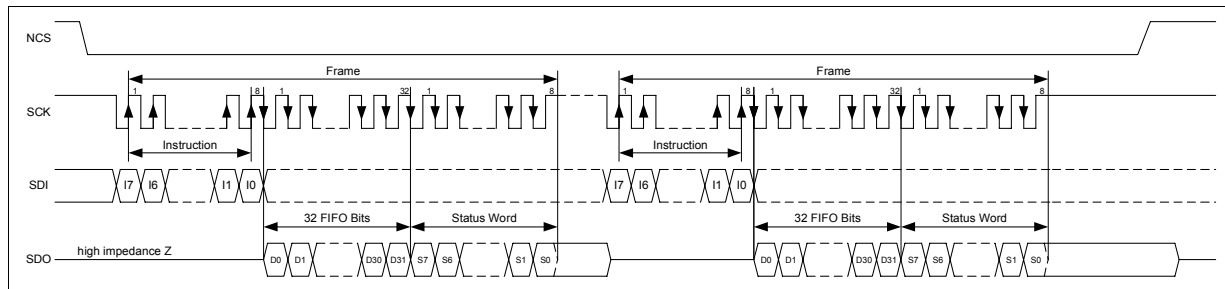 NCS
Frame Frame
SCK 1 8 1 32 1 8 1 8 1 32 1 8
Instruction Instruction
SDI I7 I6 I1 I0 I7 I6 I1 I0
32 FIFO Bits Status Word 32 FIFO Bits Status Word
SDO high impedance Z D0 D1 D30 D31 S7 S6 S1 S0 D0 D1 D30 D31 S7 S6 S1 S0